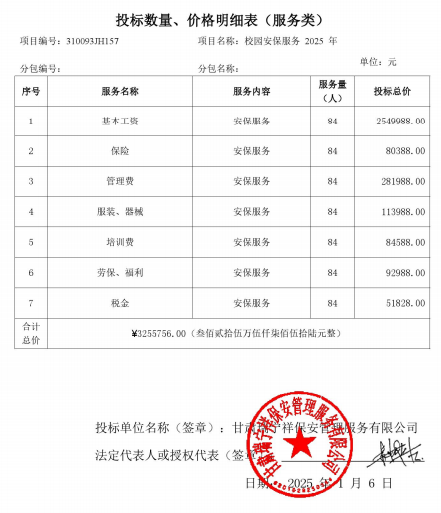 投标数量、价格明细表（服务类）
项目编号：310093JH157 项目名称：校园安保服务 2025 年
分包编号： 分包名称： 单位：元
序号 服务名称 服务内容 服务量（人） 投标总价
1 基本工资 安保服务 84 2549988.00
2 保险 安保服务 84 80388.00
3 管理费 安保服务 84 281988.00
4 服装、器械 安保服务 84 113988.00
5 培训费 安保服务 84 84588.00
6 劳保、福利 安保服务 84 92988.00
7 税金 安保服务 84 51828.00
合计总价 ¥3255756.00（叁佰贰拾伍万伍仟柒佰伍拾陆元整）
投标单位名称（签章）：甘肃 宁祥保安管理服务有限公司
法定代表人或授权代表（签章）
日期：2025 年 1 月 6 日